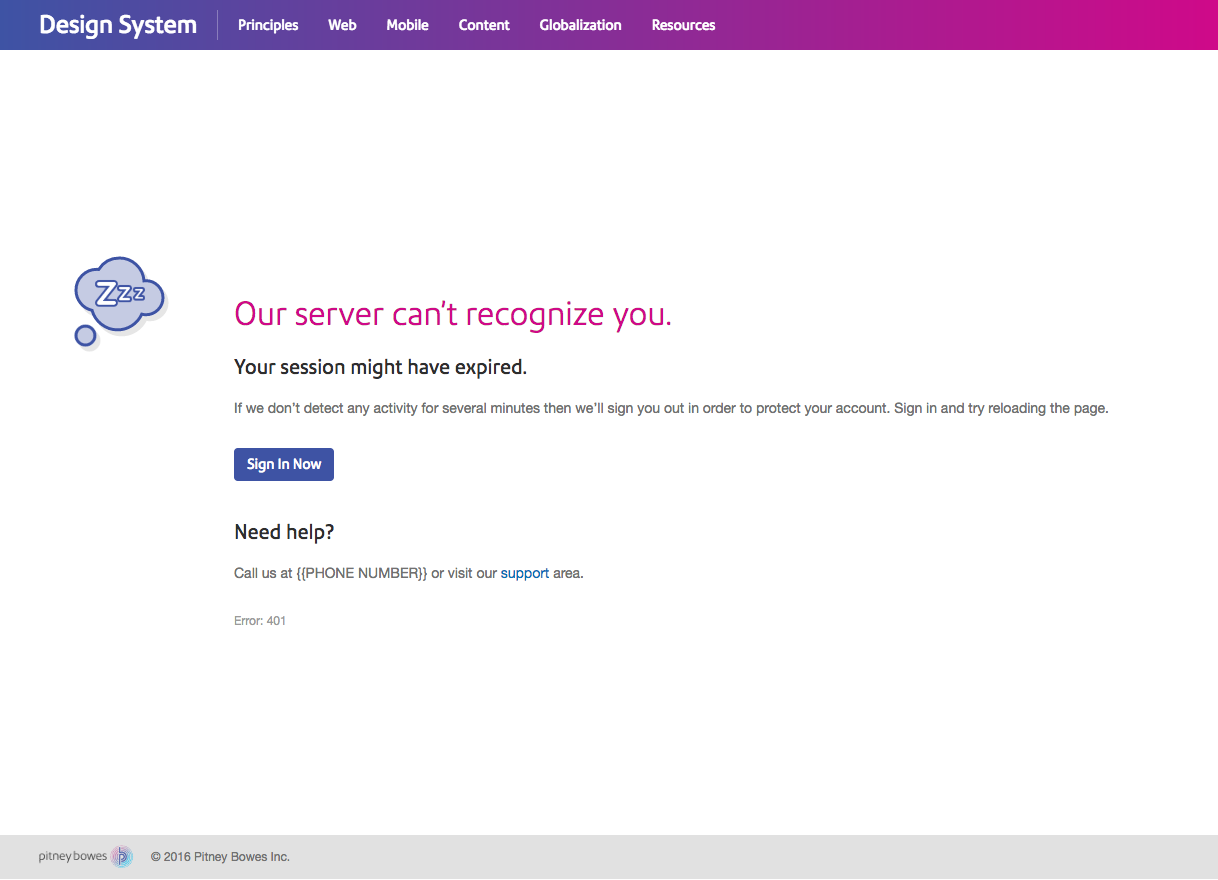 Design System Principles Web Mobile Content Globalization Resources
Zzz
Our server can't recognize you.
Your session might have expired.
If we don't detect any activity for several minutes then we'll sign you out in order to protect your account. Sign in and try reloading the page.
Sign In Now
Need help?
Call us at {{PHONE NUMBER}} or visit our support area.
Error: 401
pitney bowes © 2016 Pitney Bowes Inc.